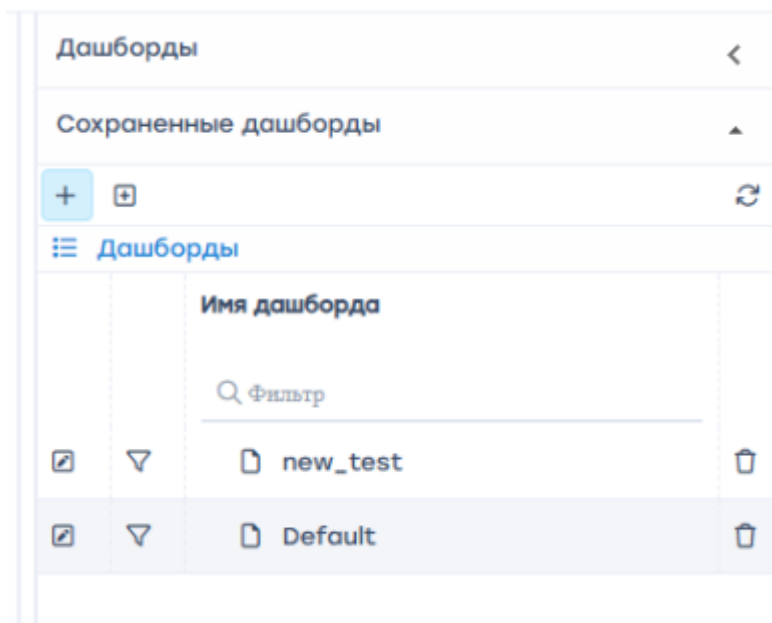 Дашборды
Сохраненные дашборды
Дашборды
Имя дашборда
Фильтр
new_test
Default